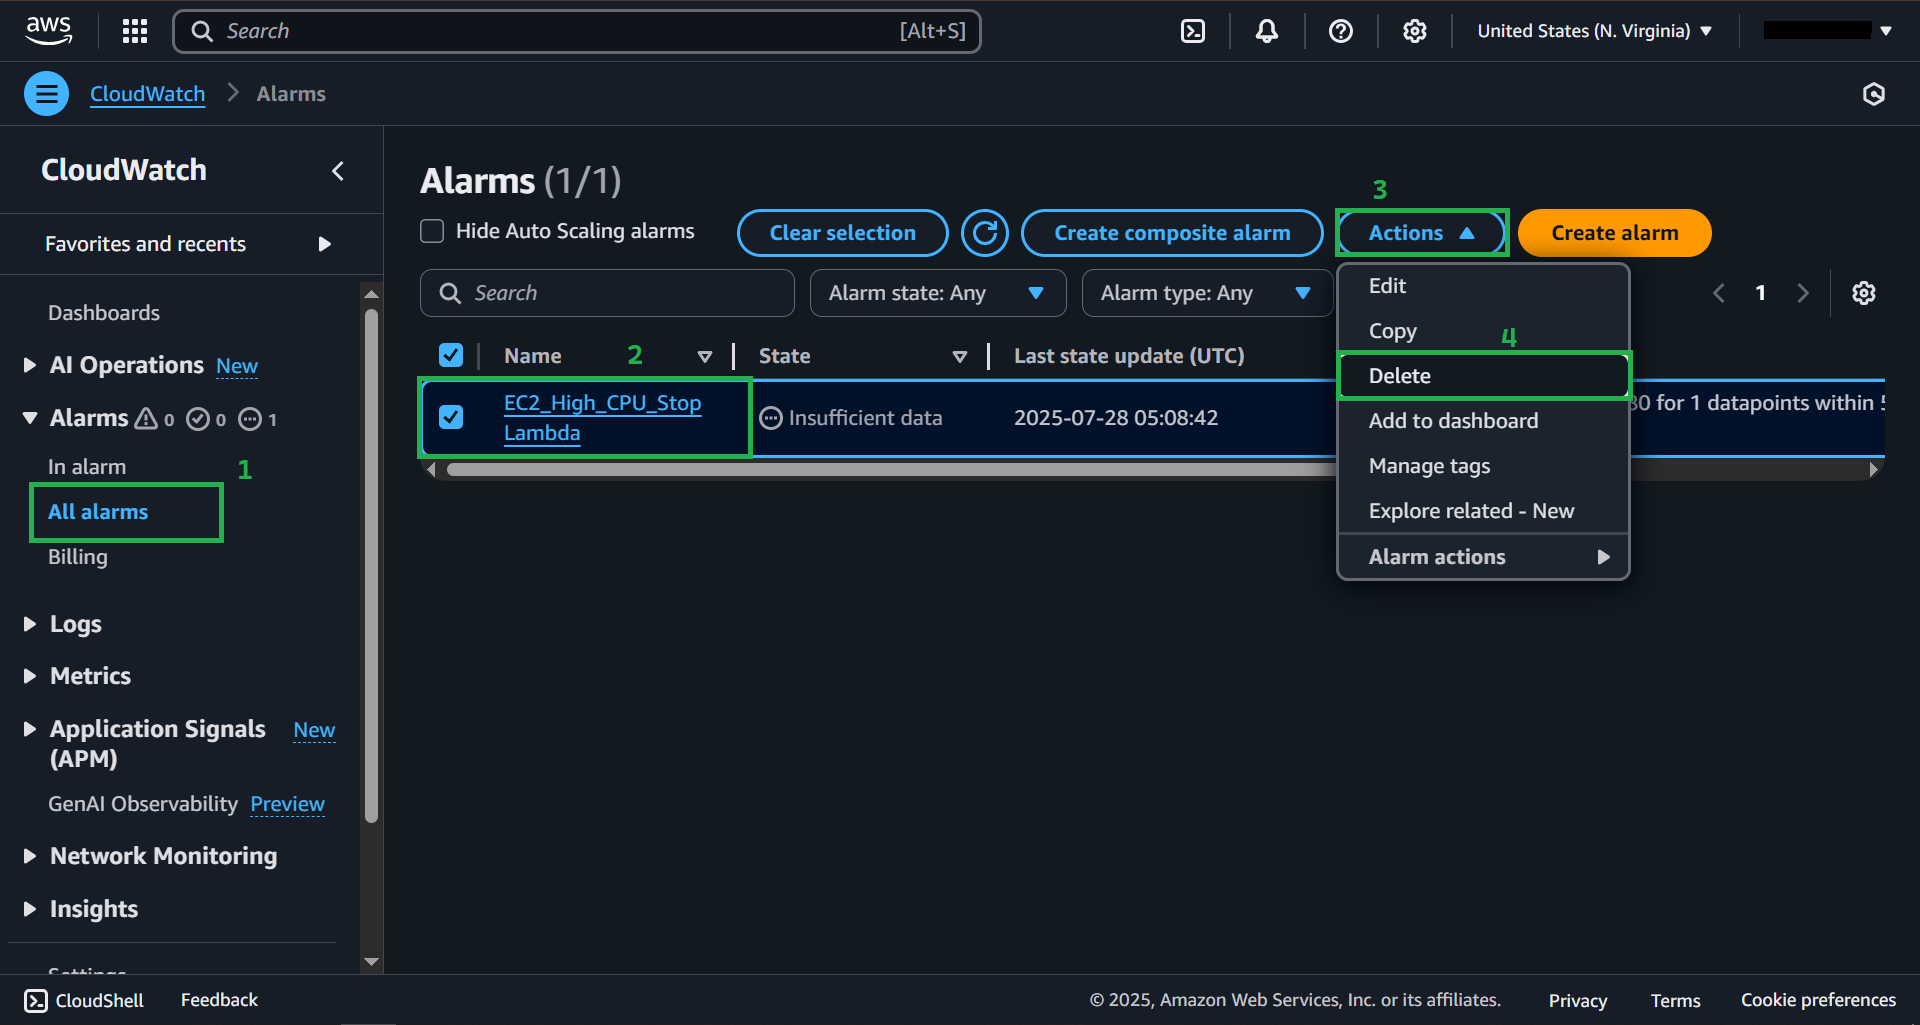 aws
Search [Alt+S]
United States (N. Virginia)
CloudWatch
Alarms
CloudWatch
Favorites and recents
Dashboards
AI Operations New
Alarms 0 0 1
In alarm
1
All alarms
Billing
Logs
Metrics
Application Signals New
(APM)
GenAI Observability Preview
Network Monitoring
Insights
Settings
Alarms (1/1)
3
Hide Auto Scaling alarms
Clear selection
Create composite alarm
Actions
Create alarm
Search
Alarm state: Any
Alarm type: Any
1
Name
2
State
Last state update (UTC)
EC2_High_CPU_Stop
Lambda
Insufficient data
2025-07-28 05:08:42
for 1 datapoints within
Edit
Copy
4
Delete
Add to dashboard
Manage tags
Explore related - New
Alarm actions
CloudShell
Feedback
© 2025, Amazon Web Services, Inc. or its affiliates.
Privacy
Terms
Cookie preferences